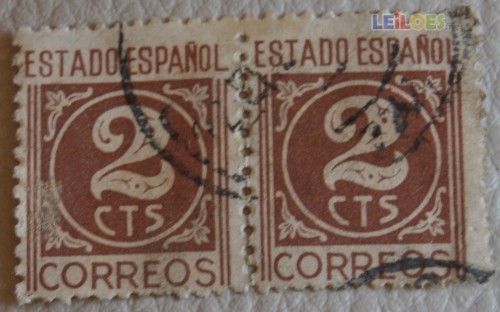 LEiLOES
ESTADO ESPAÑOL
2
CTS
CORREOS
ESTADO ESPAÑOL
2
CTS
CORREOS